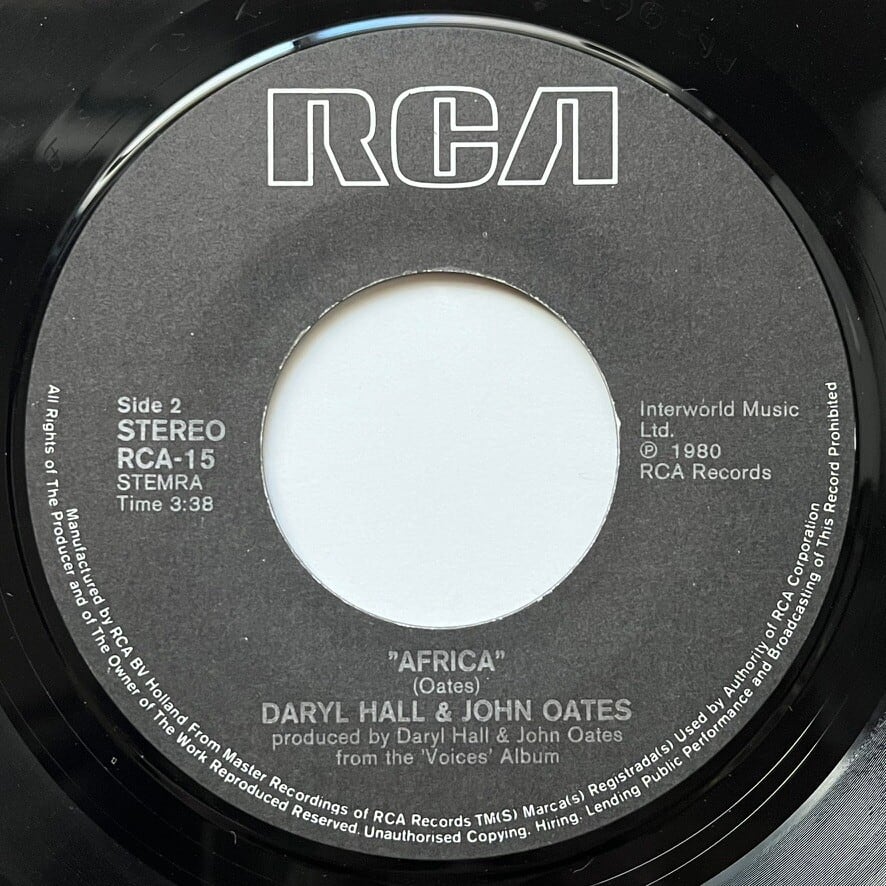 RCA
Side 2
STEREO
RCA-15
STEMRA
Time 3:38
Interworld Music
Ltd.
℗ 1980
RCA Records
"AFRICA"
(Oates)
DARYL HALL & JOHN OATES
produced by Daryl Hall & John Oates
from the 'Voices' Album
Manufactured by RCA BV Holland From Master Recordings of RCA Records TM(S) Marca(s) Registrada(s) Used by Authority of RCA Corporation
All Rights of The Producer and of The Owner of The Work Reproduced Reserved. Unauthorised Copying. Hiring. Lending Public Performance and Broadcasting of This Record Prohibited